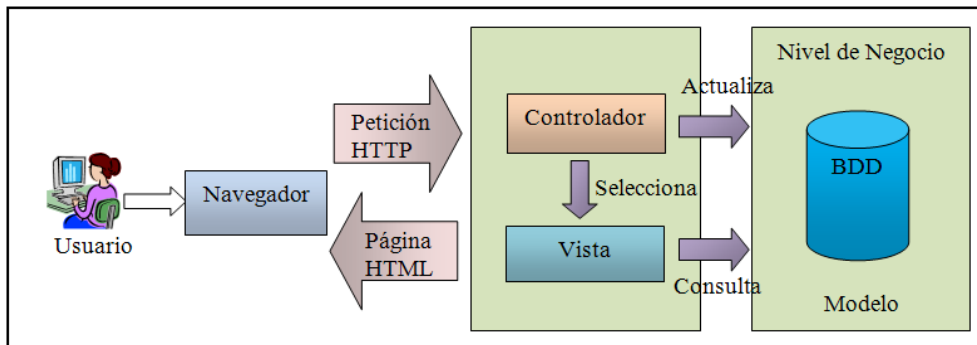 Usuario
Navegador
Petición
HTTP
Página
HTML
Controlador
Selecciona
Vista
Actualiza
Consulta
Nivel de Negocio
BDD
Modelo